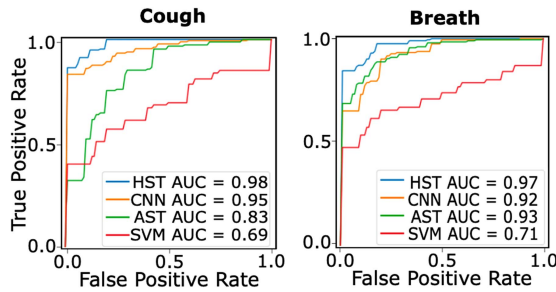 Cough
True Positive Rate
1.0
0.5
0.0
HST AUC = 0.98
CNN AUC = 0.95
AST AUC = 0.83
SVM AUC = 0.69
0.0 0.5 1.0
False Positive Rate
Breath
1.0
0.5
0.0
HST AUC = 0.97
CNN AUC = 0.92
AST AUC = 0.93
SVM AUC = 0.71
0.0 0.5 1.0
False Positive Rate